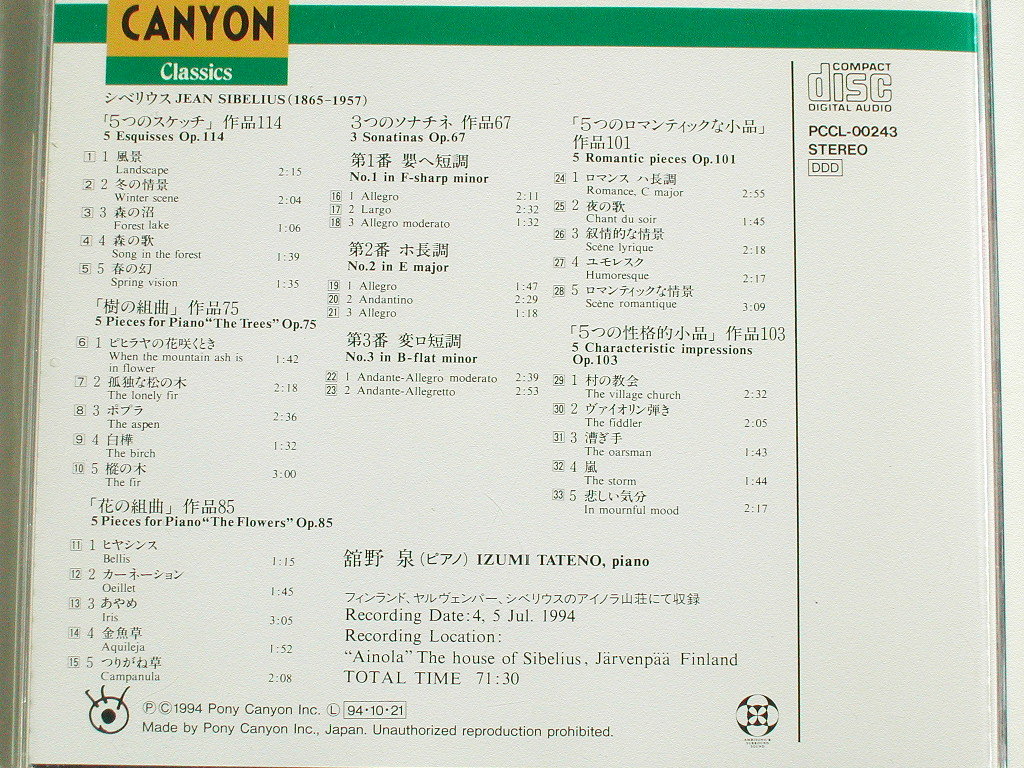 CANYON
Classics
シベリウス JEAN SIBELIUS(1865-1957)
「5つのスケッチ」 作品114
5 Esquisses Op.114
1 1 風景
Landscape 2:15
2 2 冬の情景
Winter scene 2:04
3 3 森の沼
Forest lake 1:06
4 4 森の歌
Song in the forest 1:39
5 5 春の幻
Spring vision 1:35
「樹の組曲」 作品75
5 Pieces for Piano "The Trees" Op.75
6 1 ピヒラヤの花咲くとき
When the mountain ash is
in flower 1:42
7 2 孤独な松の木
The lonely fir 2:18
8 3 ポプラ
The aspen 2:36
9 4 白樺
The birch 1:32
10 5 樅の木
The fir 3:00
「花の組曲」 作品85
5 Pieces for Piano "The Flowers" Op.85
11 1 ヒヤシンス
Bellis 1:15
12 2 カーネーション
Oeillet 1:45
13 3 あやめ
Iris 3:05
14 4 金魚草
Aquileja 1:52
15 5 つりがね草
Campanula 2:08
3つのソナチネ 作品67
3 Sonatinas Op.67
第1番 嬰ヘ短調
No.1 in F-sharp minor
16 1 Allegro 2:11
17 2 Largo 2:32
18 3 Allegro moderato 1:32
第2番 ホ長調
No.2 in E major
19 1 Allegro 1:47
20 2 Andantino 2:29
21 3 Allegro 1:18
第3番 変ロ短調
No.3 in B-flat minor
22 1 Andante-Allegro moderato 2:39
23 2 Andante-Allegretto 2:53
「5つのロマンティックな小品」
作品101
5 Romantic pieces Op.101
24 1 ロマンス ハ長調
Romance, C major 2:55
25 2 夜の歌
Chant du soir 1:45
26 3 叙情的な情景
Scène lyrique 2:18
27 4 ユモレスク
Humoresque 2:17
28 5 ロマンティックな情景
Scène romantique 3:09
「5つの性格的小品」 作品103
5 Characteristic impressions
Op.103
29 1 村の教会
The village church 2:32
30 2 ヴァイオリン弾き
The fiddler 2:05
31 3 漕ぎ手
The oarsman 1:43
32 4 嵐
The storm 1:44
33 5 悲しい気分
In mournful mood 2:17
舘野 泉(ピアノ) IZUMI TATENO, piano
フィンランド、ヤルヴェンパー、シベリウスのアイノラ山荘にて収録
Recording Date:4, 5 Jul. 1994
Recording Location:
"Ainola" The house of Sibelius, Järvenpää Finland
TOTAL TIME 71:30
Ⓟ©1994 Pony Canyon Inc. Ⓛ 94・10・21
Made by Pony Canyon Inc., Japan. Unauthorized reproduction prohibited.
COMPACT
disc
DIGITAL AUDIO
PCCL-00243
STEREO
DDD